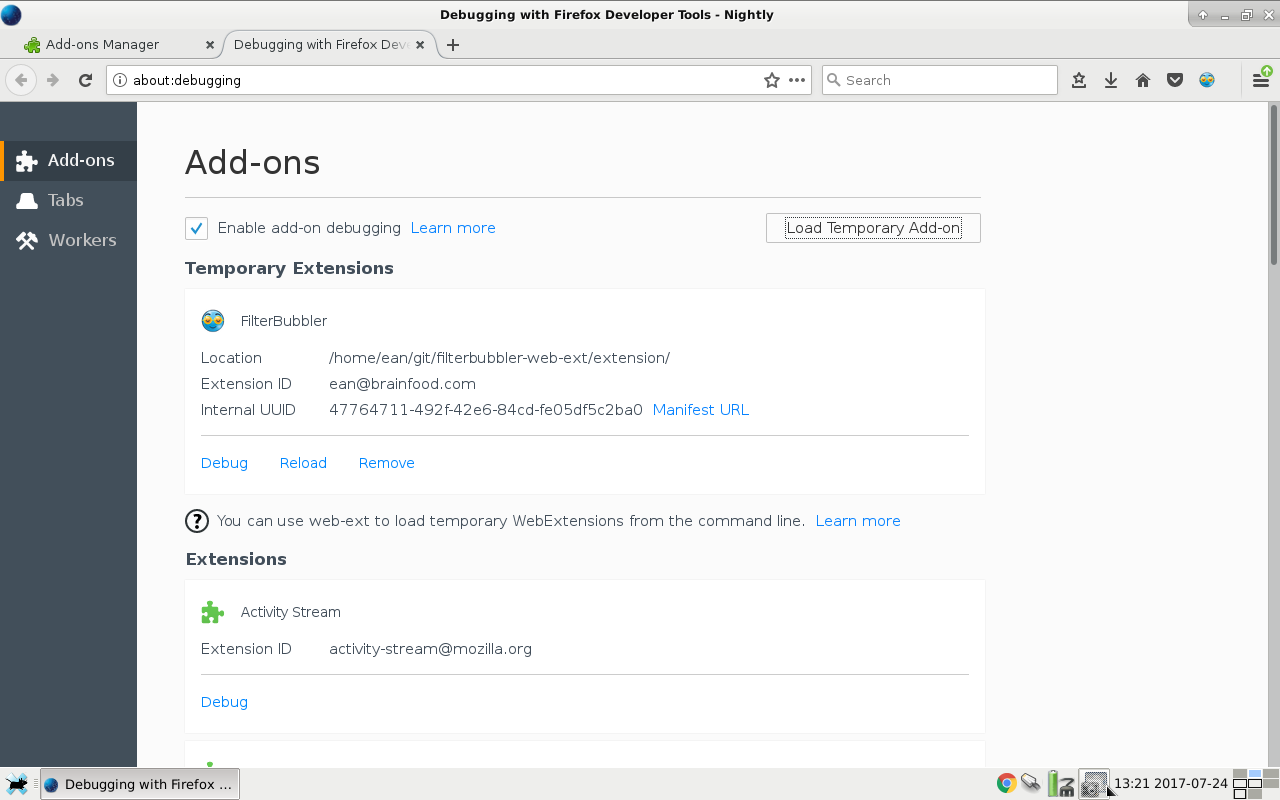 Debugging with Firefox Developer Tools - Nightly
Add-ons Manager
Debugging with Firefox Dev
about:debugging
Search
Add-ons
Tabs
Workers
Add-ons
Enable add-on debugging Learn more
Load Temporary Add-on
Temporary Extensions
FilterBubbler
Location /home/ean/git/filterbubbler-web-ext/extension/
Extension ID ean@brainfood.com
Internal UUID 47764711-492f-42e6-84cd-fe05df5c2ba0 Manifest URL
Debug Reload Remove
You can use web-ext to load temporary WebExtensions from the command line. Learn more
Extensions
Activity Stream
Extension ID activity-stream@mozilla.org
Debug
Debugging with Firefox ...
13:21 2017-07-24